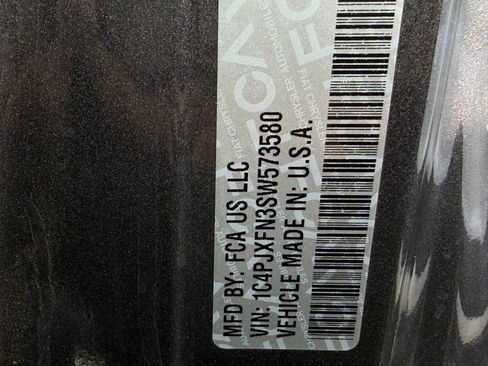 MFD BY: FCA US LLC
VIN: 1C4PJXFN3SW573580
VEHICLE MADE IN: U.S.A.